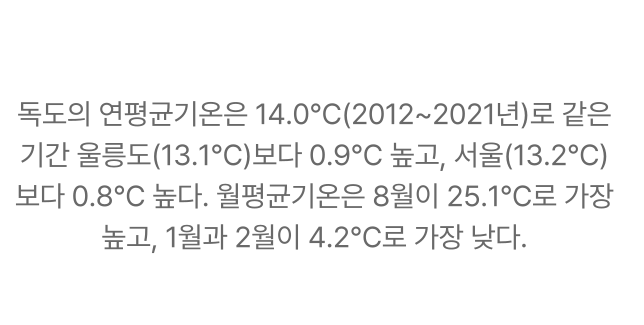 독도의 연평균기온은 14.0°C(2012~2021년)로 같은
기간 울릉도(13.1°C)보다 0.9°C 높고, 서울(13.2°C)
보다 0.8°C 높다. 월평균기온은 8월이 25.1°C로 가장
높고, 1월과 2월이 4.2°C로 가장 낮다.